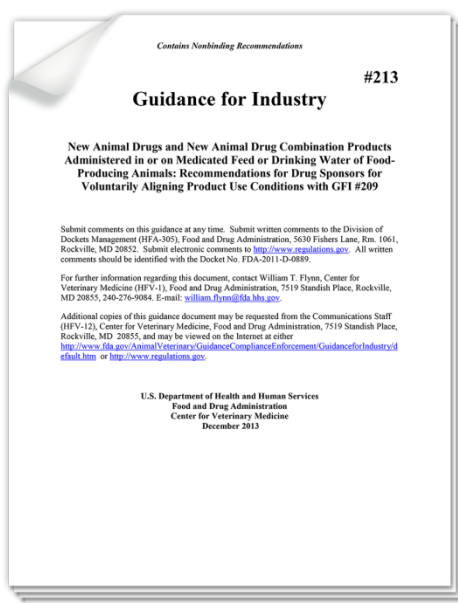 Contains Nonbinding Recommendations
#213
Guidance for Industry
New Animal Drugs and New Animal Drug Combination Products
Administered in or on Medicated Feed or Drinking Water of Food-
Producing Animals: Recommendations for Drug Sponsors for
Voluntarily Aligning Product Use Conditions with GFI #209
Submit comments on this guidance at any time. Submit written comments to the Division of
Dockets Management (HFA-305), Food and Drug Administration, 5630 Fishers Lane, Rm. 1061,
Rockville, MD 20852. Submit electronic comments to http://www.regulations.gov. All written
comments should be identified with the Docket No. FDA-2011-D-0889.
For further information regarding this document, contact William T. Flynn, Center for
Veterinary Medicine (HFV-1), Food and Drug Administration, 7519 Standish Place, Rockville,
MD 20855, 240-276-9084. E-mail: william.flynn@fda.hhs.gov.
Additional copies of this guidance document may be requested from the Communications Staff
(HFV-12), Center for Veterinary Medicine, Food and Drug Administration, 7519 Standish Place,
Rockville, MD 20855, and may be viewed on the Internet at either
http://www.fda.gov/AnimalVeterinary/GuidanceComplianceEnforcement/GuidanceforIndustry/d
efault.htm or http://www.regulations.gov.
U.S. Department of Health and Human Services
Food and Drug Administration
Center for Veterinary Medicine
December 2013